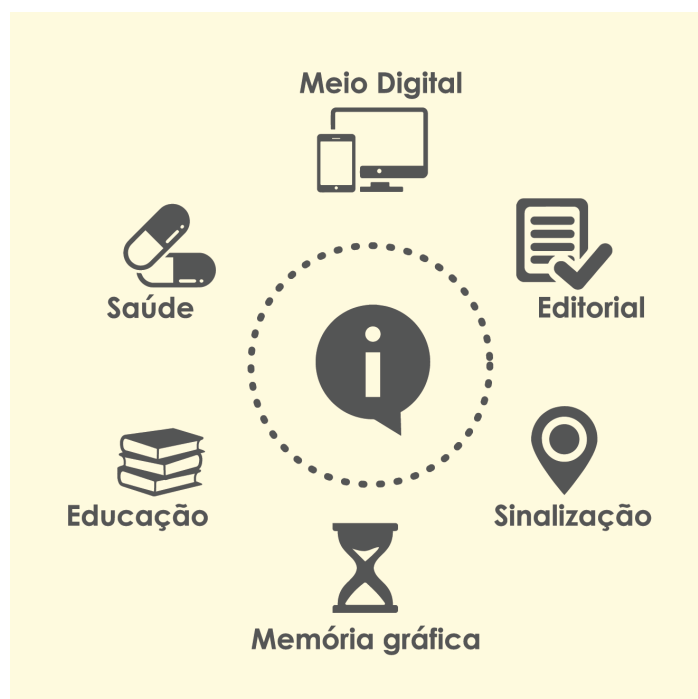 Meio Digital
Saúde
Editorial
i
Educação
Sinalização
Memória gráfica